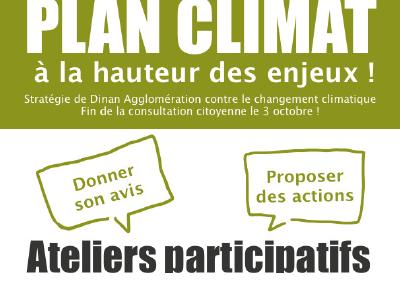 PLAN CLIMAT
à la hauteur des enjeux !
Stratégie de Dinan Agglomération contre le changement climatique
Fin de la consultation citoyenne le 3 octobre !
Donner
son avis
Proposer
des actions
Ateliers participatifs